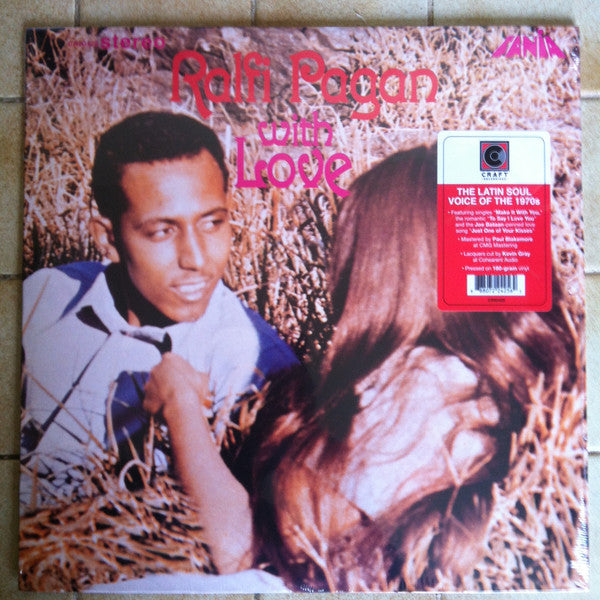 stereo
FANIA
Ralfi Pagan
with
Love
CRAFT
RECORDINGS
THE LATIN SOUL
VOICE OF THE 1970s
• Featuring singles "Make It With You,"
the romantic "To Say I Love You"
and the Joe Bataan-penned love
song "Just One of Your Kisses"
• Mastered by Paul Blakemore
at CMG Mastering
• Lacquers cut by Kevin Gray
at Cohearent Audio
• Pressed on 180-gram vinyl